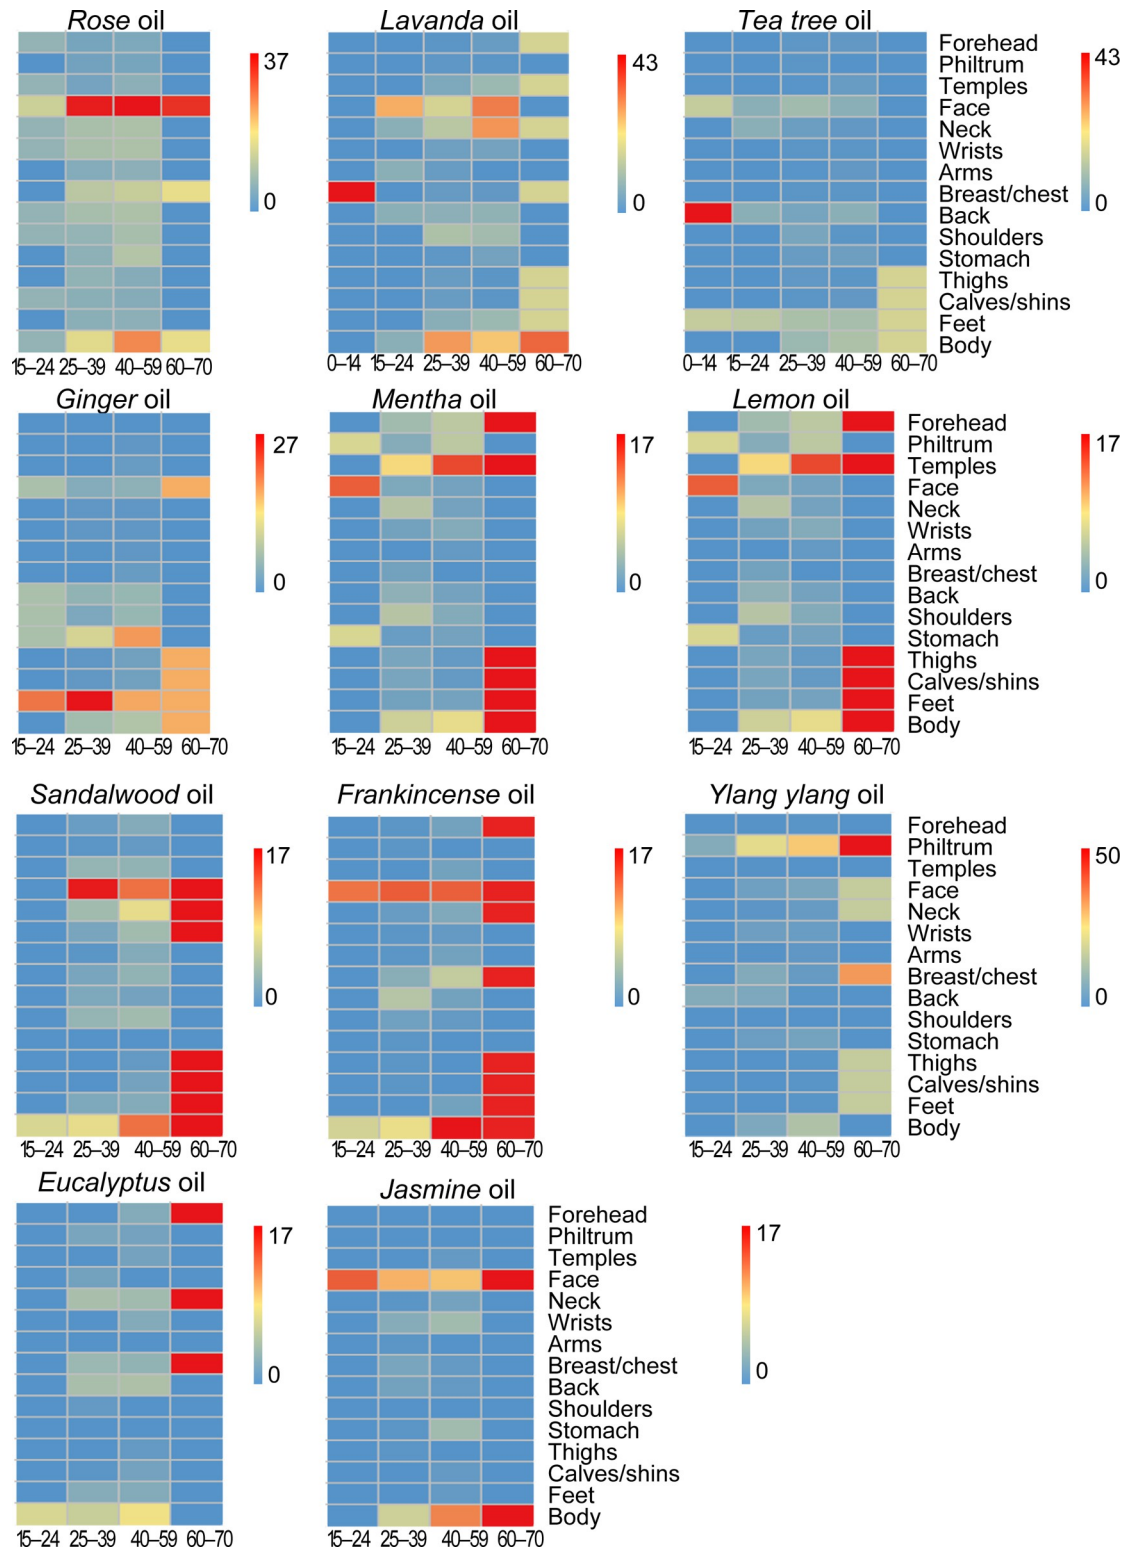 Rose oil
Lavanda oil
Tea tree oil
37
0
43
0
43
0
Forehead
Philtrum
Temples
Face
Neck
Wrists
Arms
Breast/chest
Back
Shoulders
Stomach
Thighs
Calves/shins
Feet
Body
15–24 25–39 40–59 60–70
0–14 15–24 25–39 40–59 60–70
0–14 15–24 25–39 40–59 60–70
Ginger oil
Mentha oil
Lemon oil
27
0
17
0
17
0
Forehead
Philtrum
Temples
Face
Neck
Wrists
Arms
Breast/chest
Back
Shoulders
Stomach
Thighs
Calves/shins
Feet
Body
15–24 25–39 40–59 60–70
15–24 25–39 40–59 60–70
15–24 25–39 40–59 60–70
Sandalwood oil
Frankincense oil
Ylang ylang oil
17
0
17
0
50
0
Forehead
Philtrum
Temples
Face
Neck
Wrists
Arms
Breast/chest
Back
Shoulders
Stomach
Thighs
Calves/shins
Feet
Body
15–24 25–39 40–59 60–70
15–24 25–39 40–59 60–70
15–24 25–39 40–59 60–70
Eucalyptus oil
Jasmine oil
17
0
17
0
Forehead
Philtrum
Temples
Face
Neck
Wrists
Arms
Breast/chest
Back
Shoulders
Stomach
Thighs
Calves/shins
Feet
Body
15–24 25–39 40–59 60–70
15–24 25–39 40–59 60–70